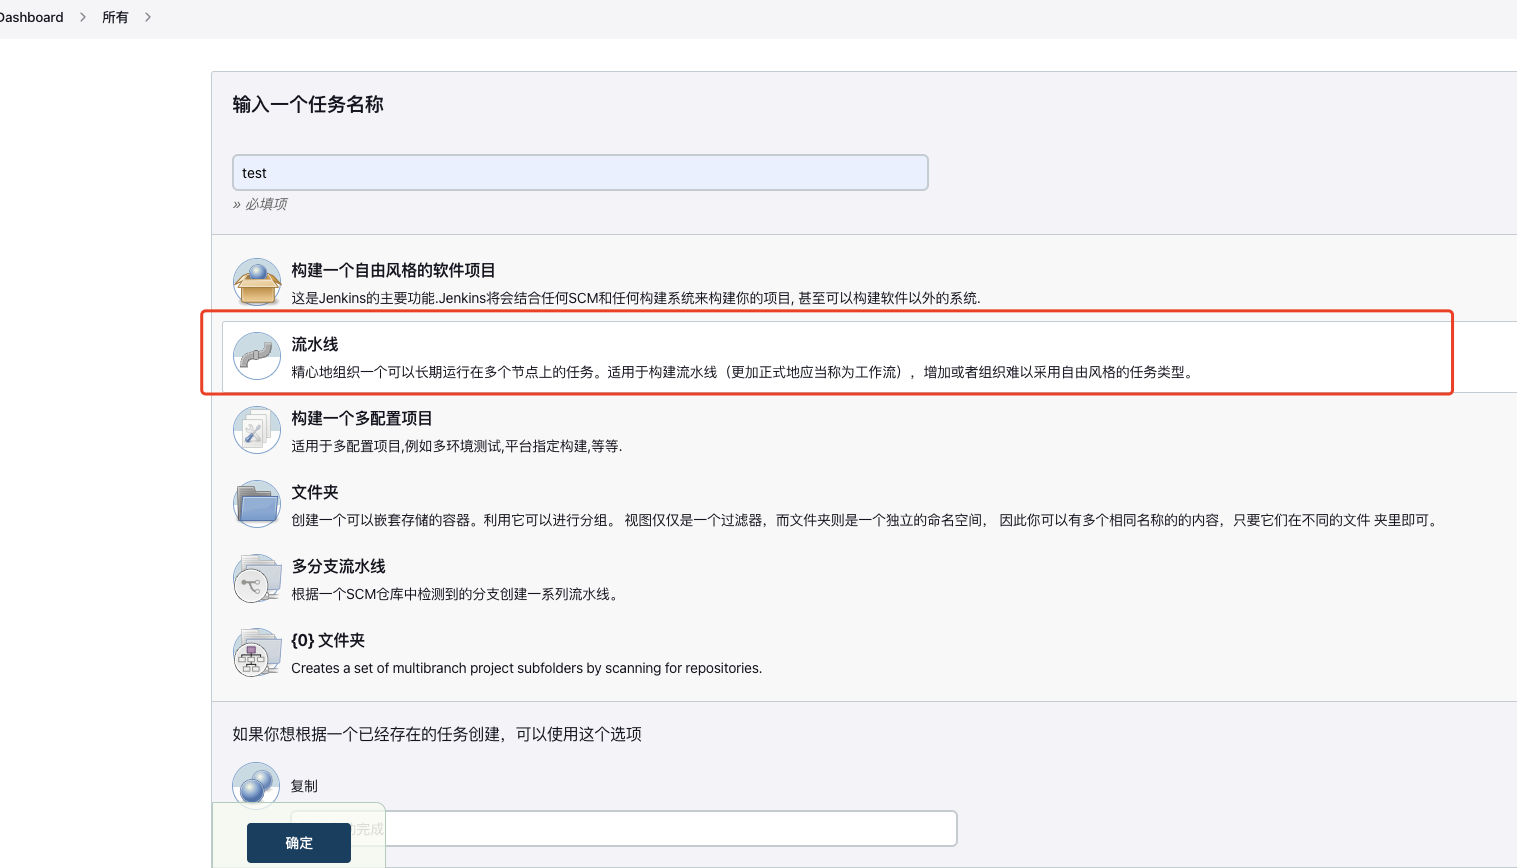 Dashboard
所有
输入一个任务名称
test
» 必填项
构建一个自由风格的软件项目
这是Jenkins的主要功能.Jenkins将会结合任何SCM和任何构建系统来构建你的项目, 甚至可以构建软件以外的系统.
流水线
精心地组织一个可以长期运行在多个节点上的任务。适用于构建流水线（更加正式地应当称为工作流），增加或者组织难以采用自由风格的任务类型。
构建一个多配置项目
适用于多配置项目,例如多环境测试,平台指定构建,等等.
文件夹
创建一个可以嵌套存储的容器。利用它可以进行分组。 视图仅仅是一个过滤器，而文件夹则是一个独立的命名空间， 因此你可以有多个相同名称的的内容，只要它们在不同的文件 夹里即可。
多分支流水线
根据一个SCM仓库中检测到的分支创建一系列流水线。
{0} 文件夹
Creates a set of multibranch project subfolders by scanning for repositories.
如果你想根据一个已经存在的任务创建，可以使用这个选项
复制
完成
确定